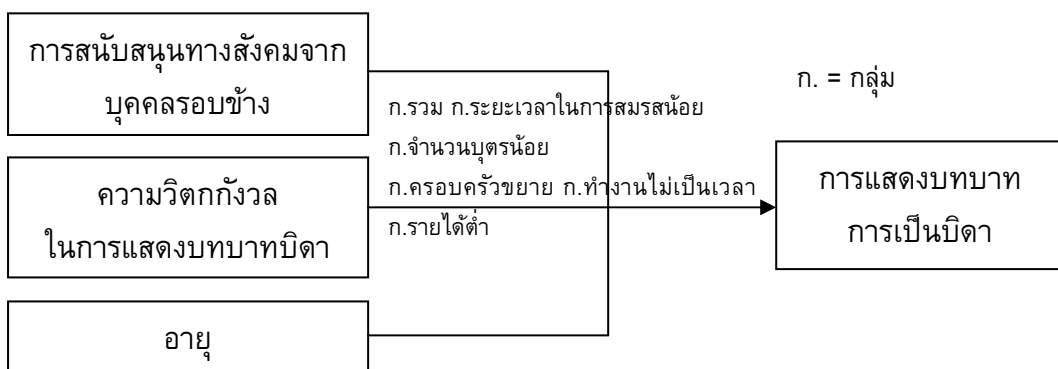 การสนับสนุนทางสังคมจาก
บุคคลรอบข้าง
ก. = กลุ่ม
ก.รวม ก.ระยะเวลาในการสมรสน้อย
ก.จำนวนบุตรน้อย
ก.ครอบครัวขยาย ก.ทำงานไม่เป็นเวลา
ก.รายได้ต่ำ
ความวิตกกังวล
ในการแสดงบทบาทบิดา
การแสดงบทบาท
การเป็นบิดา
อายุ